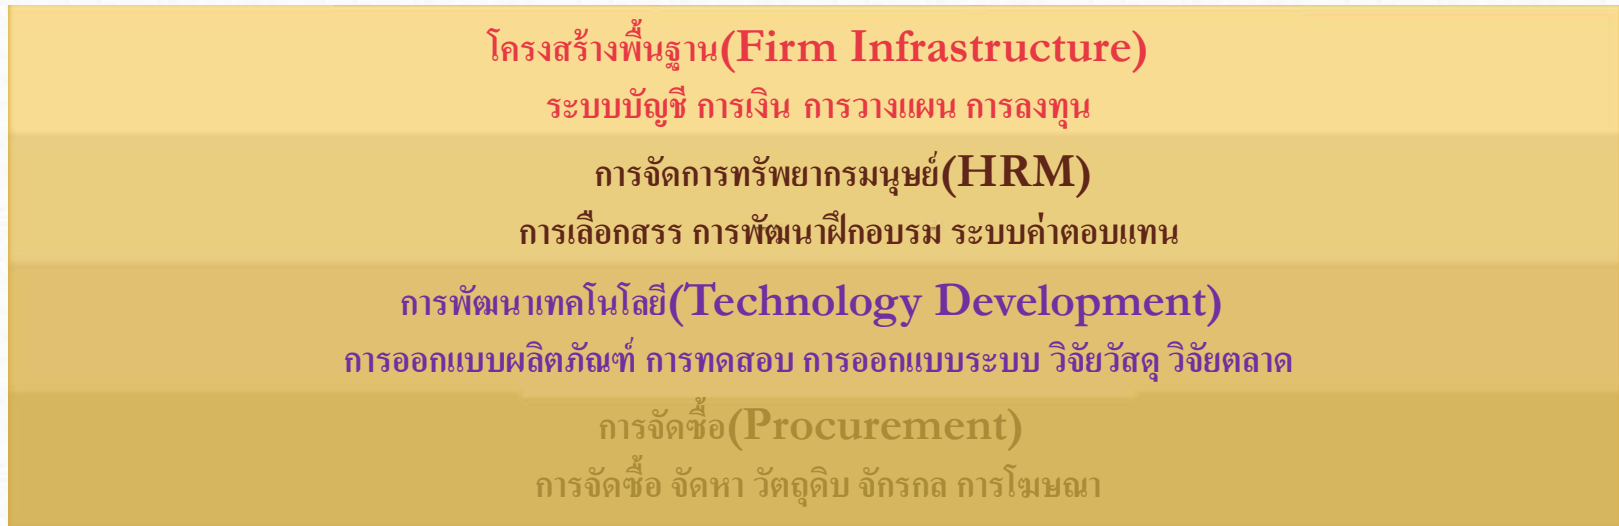 โครงสร้างพื้นฐาน(Firm Infrastructure)
ระบบบัญชี การเงิน การวางแผน การลงทุน
การจัดการทรัพยากรมนุษย์(HRM)
การเลือกสรร การพัฒนาฝึกอบรม ระบบค่าตอบแทน
การพัฒนาเทคโนโลยี(Technology Development)
การออกแบบผลิตภัณฑ์ การทดสอบ การออกแบบระบบ วิจัยวัสดุ วิจัยตลาด
การจัดซื้อ(Procurement)
การจัดซื้อ จัดหา วัตถุดิบ จักรกล การโฆษณา